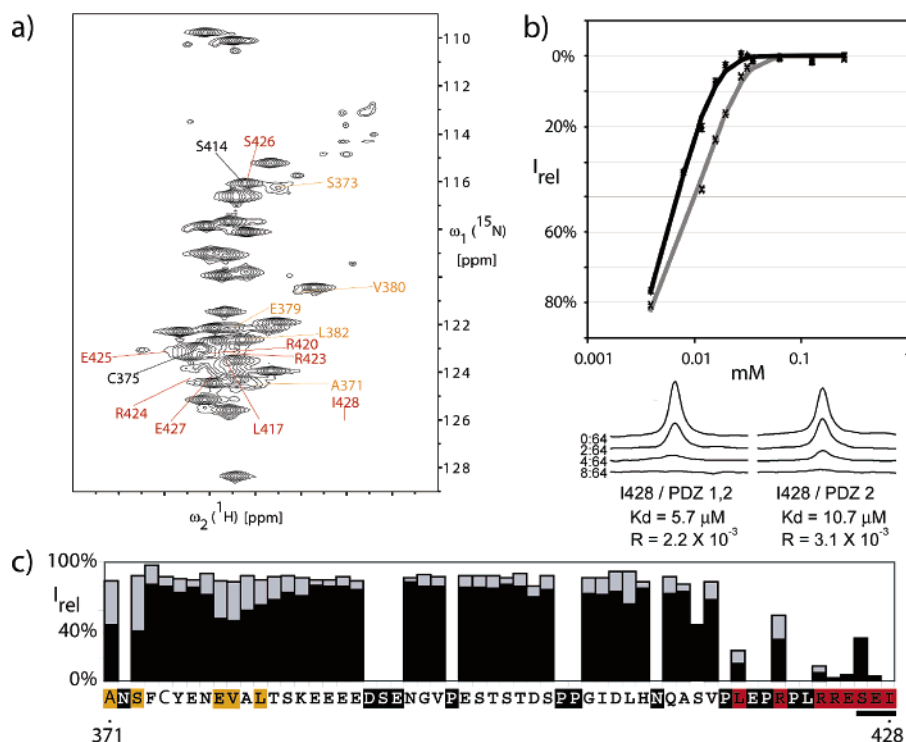 a)
110
112
114
116
118
122
124
126
128
ω1 (15N)
[ppm]
S414
S426
S373
V380
E379
L382
R420
R423
E425
C375
A371
R424
I428
E427
L417
ω2 (1H) [ppm]
b)
0%
20%
Irel
60%
80%
0.001 0.01 0.1 1
mM
0:64
2:64
4:64
8:64
I428 / PDZ 1,2 I428 / PDZ 2
Kd = 5.7 μM Kd = 10.7 μM
R = 2.2 X 10-3 R = 3.1 X 10-3
c)
100%
Irel
40%
0%
ANSFCYENEVALTSKEEEEDSENGVPESTSTDSPPGIDLHNQASVPLEPRPLRRESEI
371 428